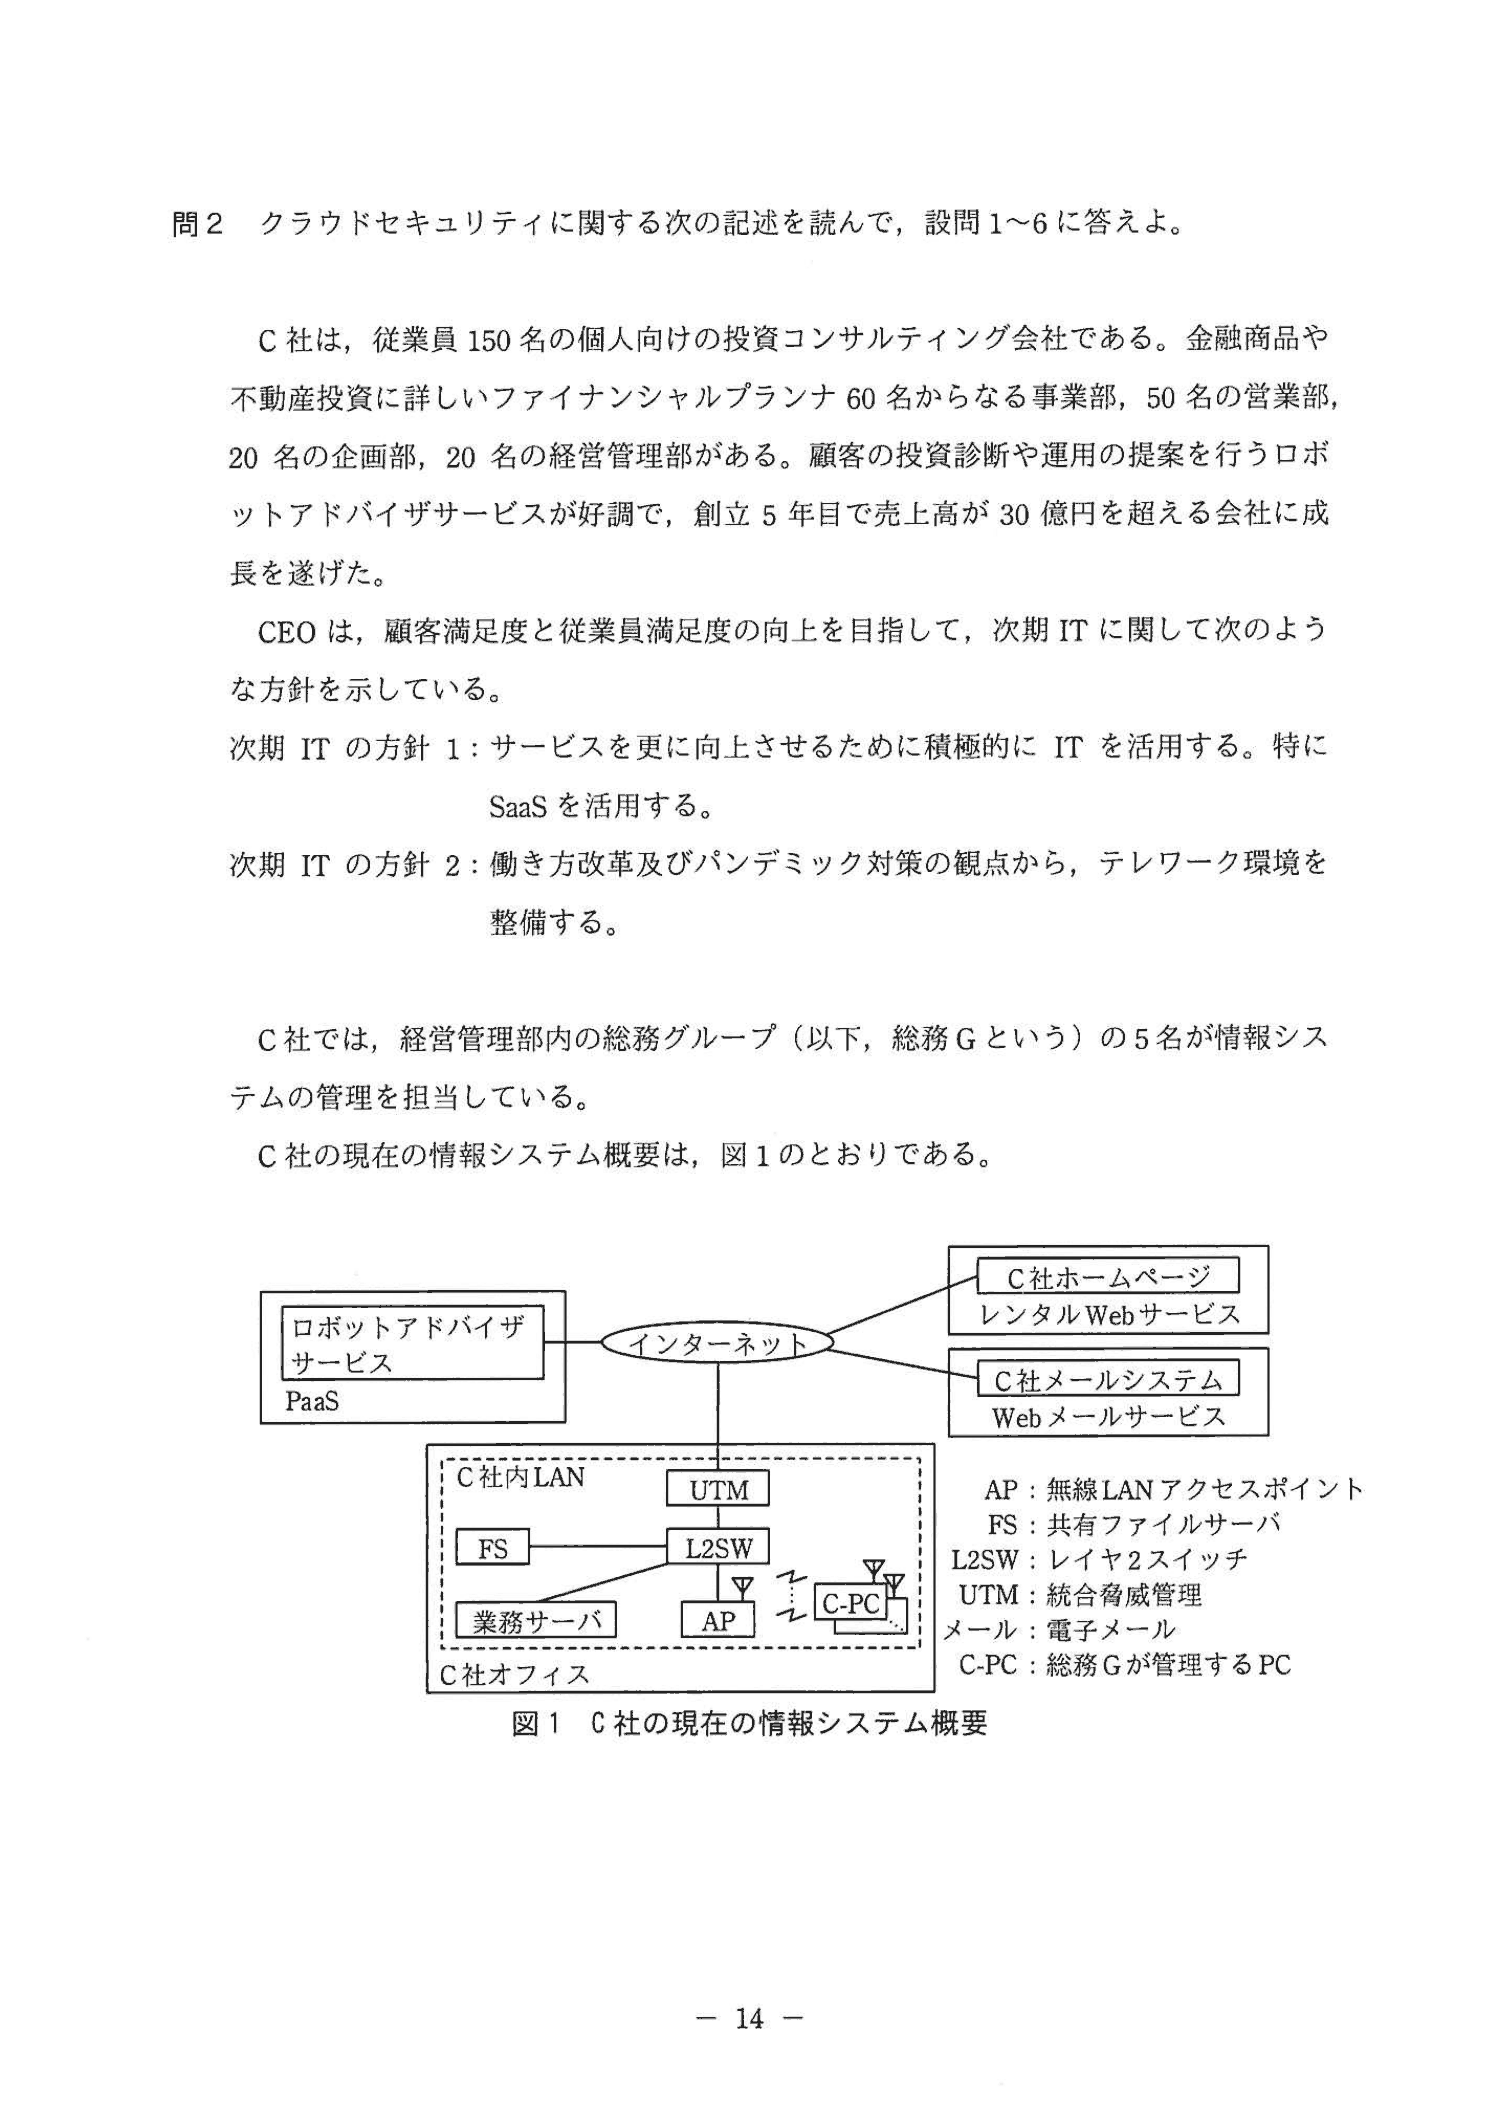 問2 クラウドセキュリティに関する次の記述を読んで，設問1～6に答えよ。
C社は，従業員150名の個人向けの投資コンサルティング会社である。金融商品や
不動産投資に詳しいファイナンシャルプランナ60名からなる事業部，50名の営業部，
20名の企画部，20名の経営管理部がある。顧客の投資診断や運用の提案を行うロボ
ットアドバイザサービスが好調で，創立5年目で売上高が30億円を超える会社に成
長を遂げた。
CEOは，顧客満足度と従業員満足度の向上を目指して，次期ITに関して次のよう
な方針を示している。
次期ITの方針1：サービスを更に向上させるために積極的にITを活用する。特に
SaaSを活用する。
次期ITの方針2：働き方改革及びパンデミック対策の観点から，テレワーク環境を
整備する。
C社では，経営管理部内の総務グループ（以下，総務Gという）の5名が情報シス
テムの管理を担当している。
C社の現在の情報システム概要は，図1のとおりである。
C社ホームページ
レンタルWebサービス
ロボットアドバイザ
サービス
PaaS
インターネット
C社メールシステム
Webメールサービス
C社内LAN
UTM
FS
L2SW
業務サーバ
AP
C-PC
C社オフィス
AP：無線LANアクセスポイント
FS：共有ファイルサーバ
L2SW：レイヤ2スイッチ
UTM：統合脅威管理
メール：電子メール
C-PC：総務Gが管理するPC
図1 C社の現在の情報システム概要
－ 14 －